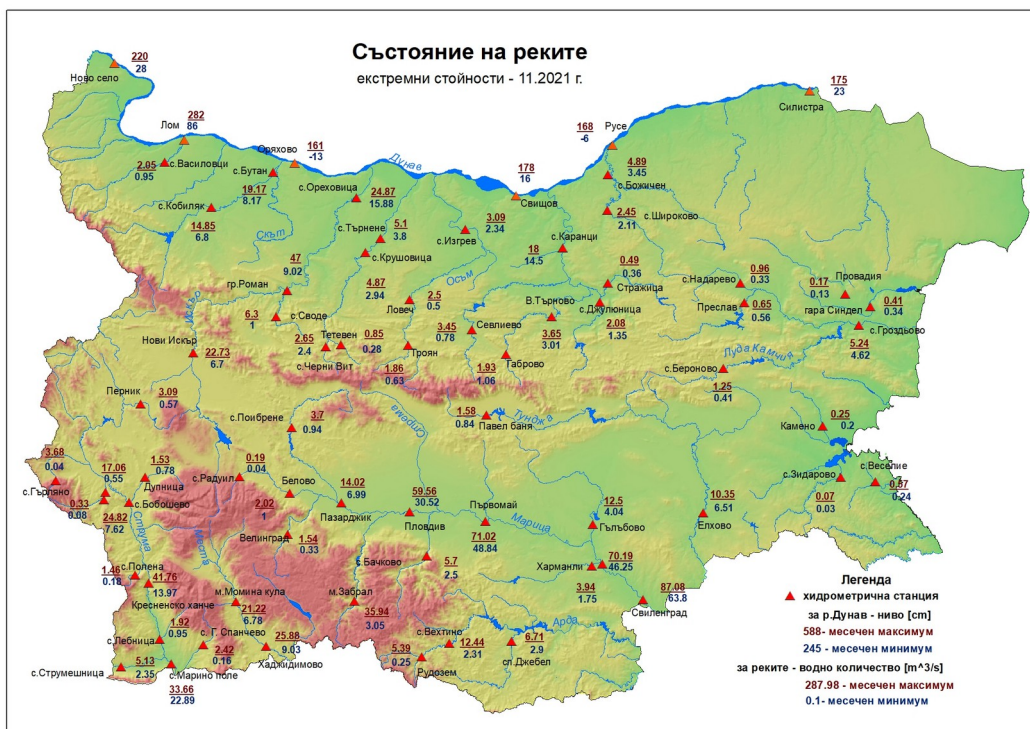 Състояние на реките
екстремни стойности - 11.2021 г.
220
28
Ново село
175
23
Силистра
282
86
Лом
168
-6
Русе
161
-13
Оряхово
Дунав
178
16
Свищов
2.05
0.95
с.Василовци
с.Бутан
19.17
8.17
с.Кобиляк
14.85
6.8
Скът
с.Ореховица
24.87
15.88
4.89
3.45
с.Божичен
2.45
2.11
с.Широково
с.Търнене
5.1
3.8
с.Крушовица
3.09
2.34
с.Изгрев
с.Каранци
18
14.5
47
9.02
гр.Роман
Искър
4.87
2.94
Осъм
2.5
0.5
Ловеч
0.49
0.36
Стражица
с.Надарево
0.96
0.33
Преслав
0.65
0.56
0.17
0.13
Провадия
гара Синдел
0.41
0.34
с.Гроздьово
5.24
4.62
6.3
1
с.Своде
Тетевен
2.65
2.4
0.85
0.28
с.Черни Вит
3.45
0.78
Севлиево
В.Търново
3.65
3.01
с.Джулюница
2.08
1.35
Нови Искър
22.73
6.7
Троян
1.86
0.63
1.93
1.06
Габрово
Луда Камчия
с.Бероново
1.25
0.41
Перник
3.09
0.57
с.Поибрене
3.7
0.94
Стряма
1.58
0.84
Павел баня
Тунджа
0.25
0.2
Камено
3.68
0.04
с.Гърляно
17.06
0.55
1.53
0.78
Дупница
с.Радуил
0.19
0.04
Белово
2.02
1
14.02
6.99
Пазарджик
59.56
30.52
Пловдив
Първомай
71.02
48.84
Марица
12.5
4.04
Гълъбово
10.35
6.51
Елхово
с.Зидарово
0.07
0.03
с.Веселие
0.37
0.24
0.33
0.08
24.82
7.62
с.Бобошево
Струма
Места
Велинград
1.54
0.33
с.Бачково
5.7
2.5
Харманли
3.94
1.75
70.19
46.25
87.08
63.8
Свиленград
с.Полена
1.46
0.18
41.76
13.97
Кресненско ханче
м.Момина кула
21.22
6.78
м.Забрал
35.94
3.05
с.Лебница
1.92
0.95
с. Г. Спанчево
2.42
0.16
25.88
9.03
Хаджидимово
с.Струмешница
5.13
2.35
с.Марино поле
33.66
22.89
5.39
0.25
Рудозем
с.Вехтино
12.44
2.31
6.71
2.9
сп.Джебел
Арда
Легенда
хидрометрична станция
за р.Дунав - ниво [cm]
588- месечен максимум
245 - месечен минимум
за реките - водно количество [m^3/s]
287.98 - месечен максимум
0.1- месечен минимум